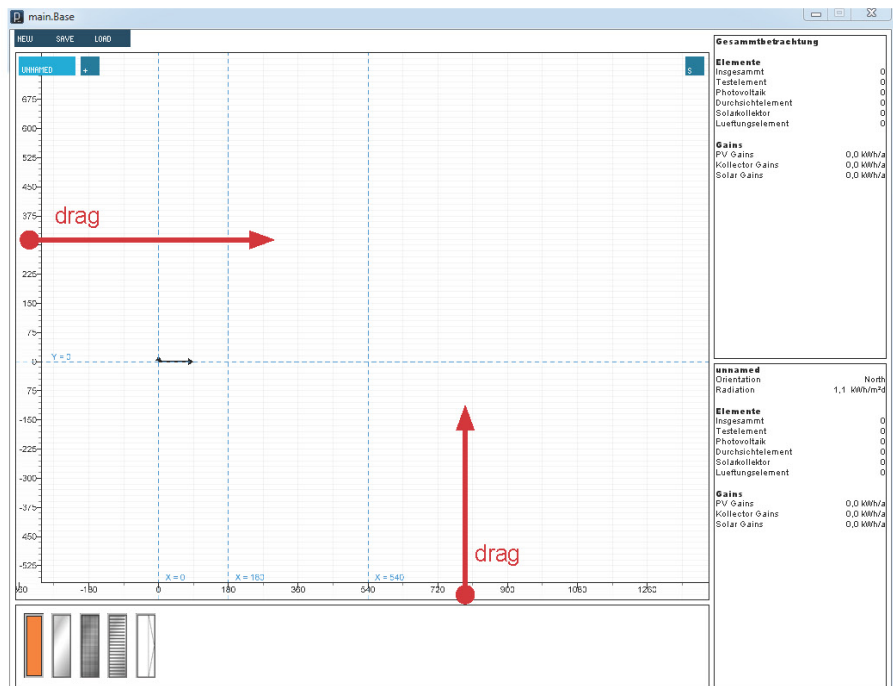 main.Base
NEW SAVE LOAD
UNNAMED + S
675
600
525
450
375
drag
225
150
75
0
Y = 0
75
-150
-225
-300
-375
450
-525
drag
X = 0 X = 180 X = 540
-180 0 180 360 540 720 900 1080 1260
Gesammtbetrachtung
Elemente
Insgesammt 0
Testelement 0
Photovoltaik 0
Durchsichtelement 0
Solarkollektor 0
Lueftungselement 0
Gains
PV Gains 0,0 kWh/a
Kollector Gains 0,0 kWh/a
Solar Gains 0,0 kWh/a
unnamed
Orientation North
Radiation 1,1 kWh/m²d
Elemente
Insgesammt 0
Testelement 0
Photovoltaik 0
Durchsichtelement 0
Solarkollektor 0
Lueftungselement 0
Gains
PV Gains 0,0 kWh/a
Kollector Gains 0,0 kWh/a
Solar Gains 0,0 kWh/a